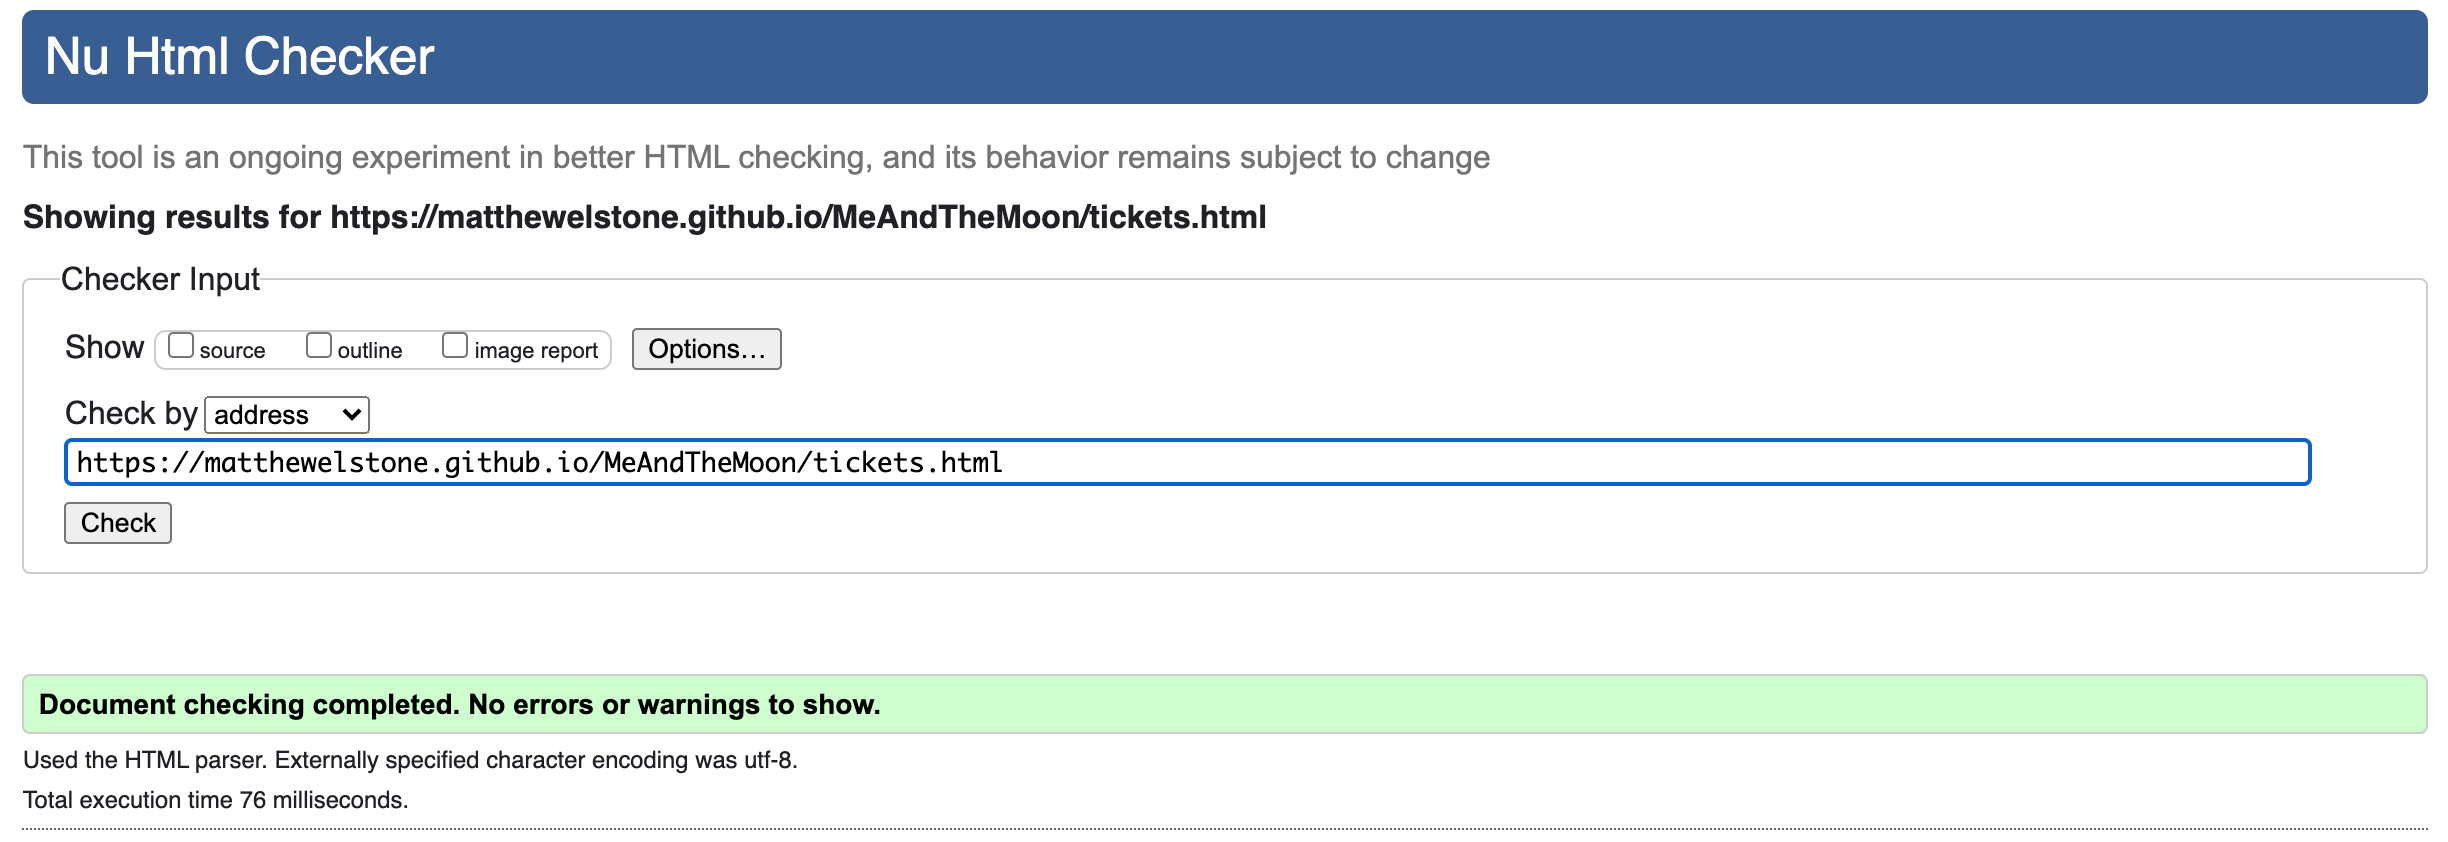 Nu Html Checker
This tool is an ongoing experiment in better HTML checking, and its behavior remains subject to change
Showing results for https://matthewelstone.github.io/MeAndTheMoon/tickets.html
Checker Input
Show source outline image report Options…
Check by address
https://matthewelstone.github.io/MeAndTheMoon/tickets.html
Check
Document checking completed. No errors or warnings to show.
Used the HTML parser. Externally specified character encoding was utf-8.
Total execution time 76 milliseconds.